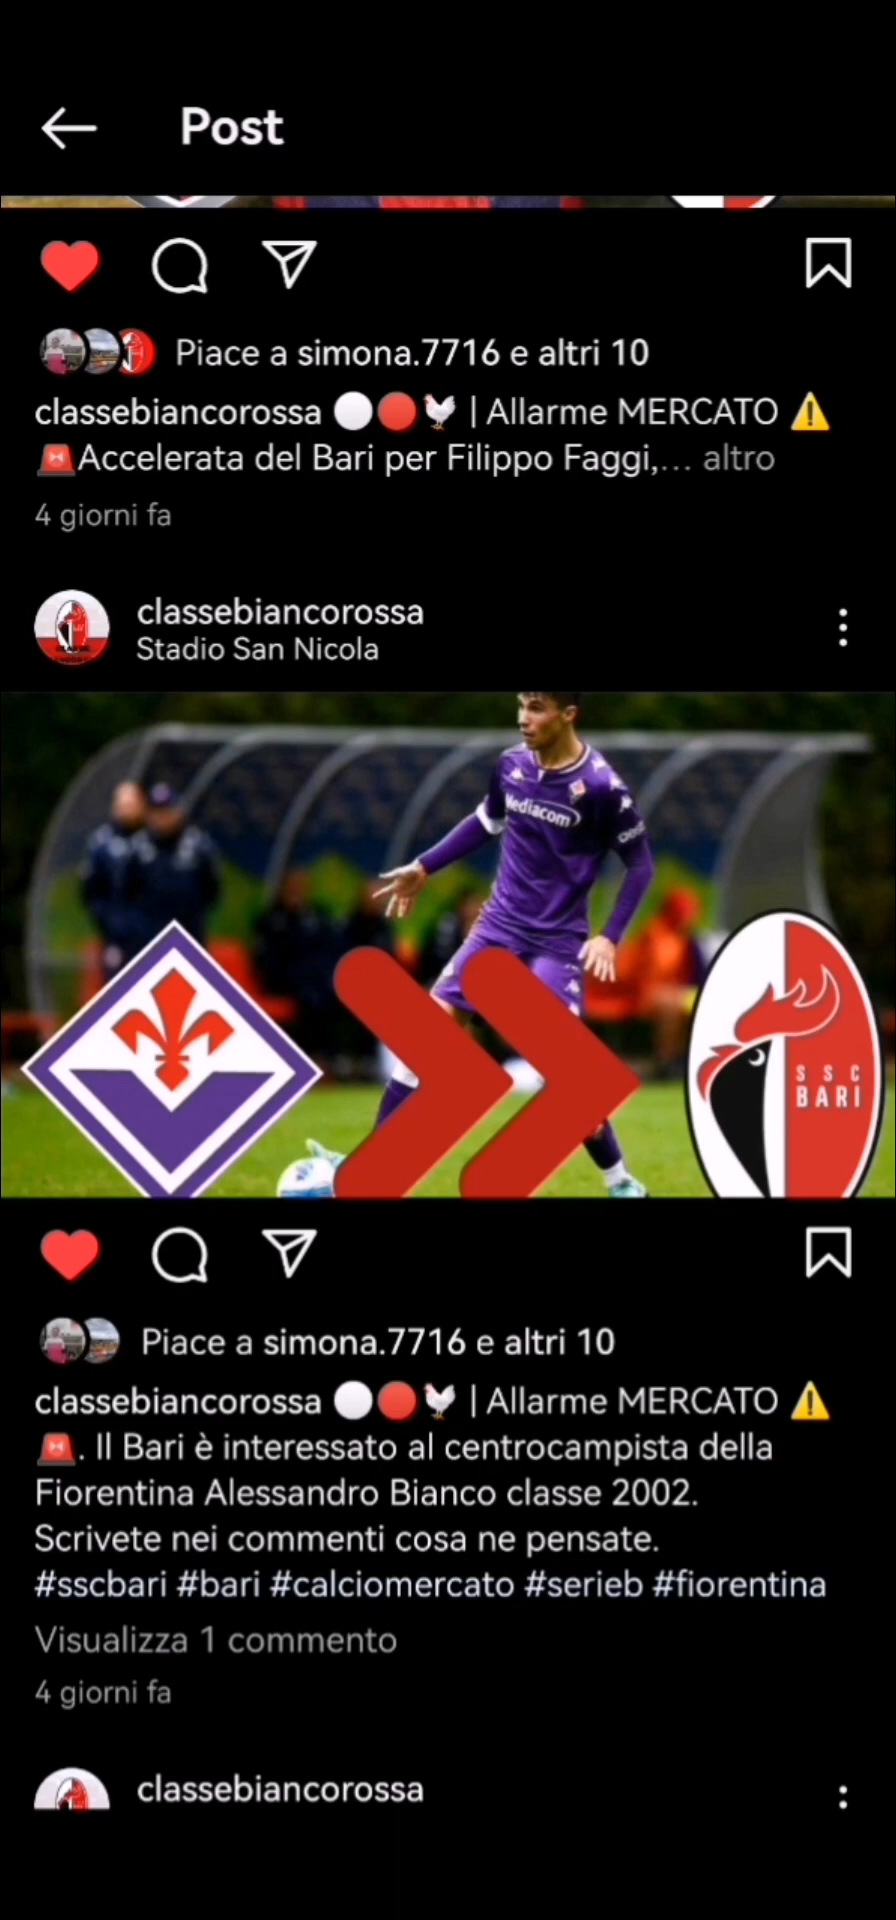 Post
Piace a simona.7716 e altri 10
classebiancorossa ⚪🔴🐓 | Allarme MERCATO ⚠️
🚨Accelerata del Bari per Filippo Faggi,... altro
4 giorni fa
classebiancorossa
Stadio San Nicola
Mediacom
SSC
BARI
Piace a simona.7716 e altri 10
classebiancorossa ⚪🔴🐓 | Allarme MERCATO ⚠️
🚨. Il Bari è interessato al centrocampista della
Fiorentina Alessandro Bianco classe 2002.
Scrivete nei commenti cosa ne pensate.
#sscbari #bari #calciomercato #serieb #fiorentina
Visualizza 1 commento
4 giorni fa
classebiancorossa